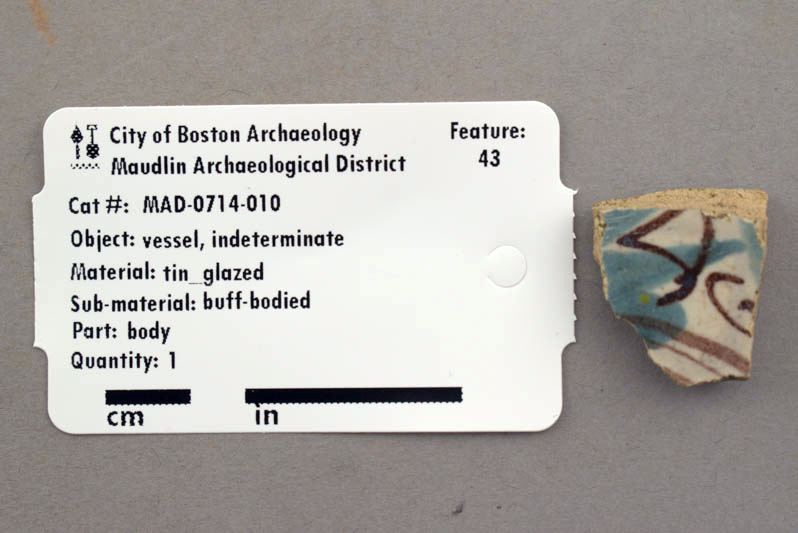 City of Boston Archaeology
Maudlin Archaeological District
Feature:
43
Cat #: MAD-0714-010
Object: vessel, indeterminate
Material: tin_glazed
Sub-material: buff-bodied
Part: body
Quantity: 1
cm in